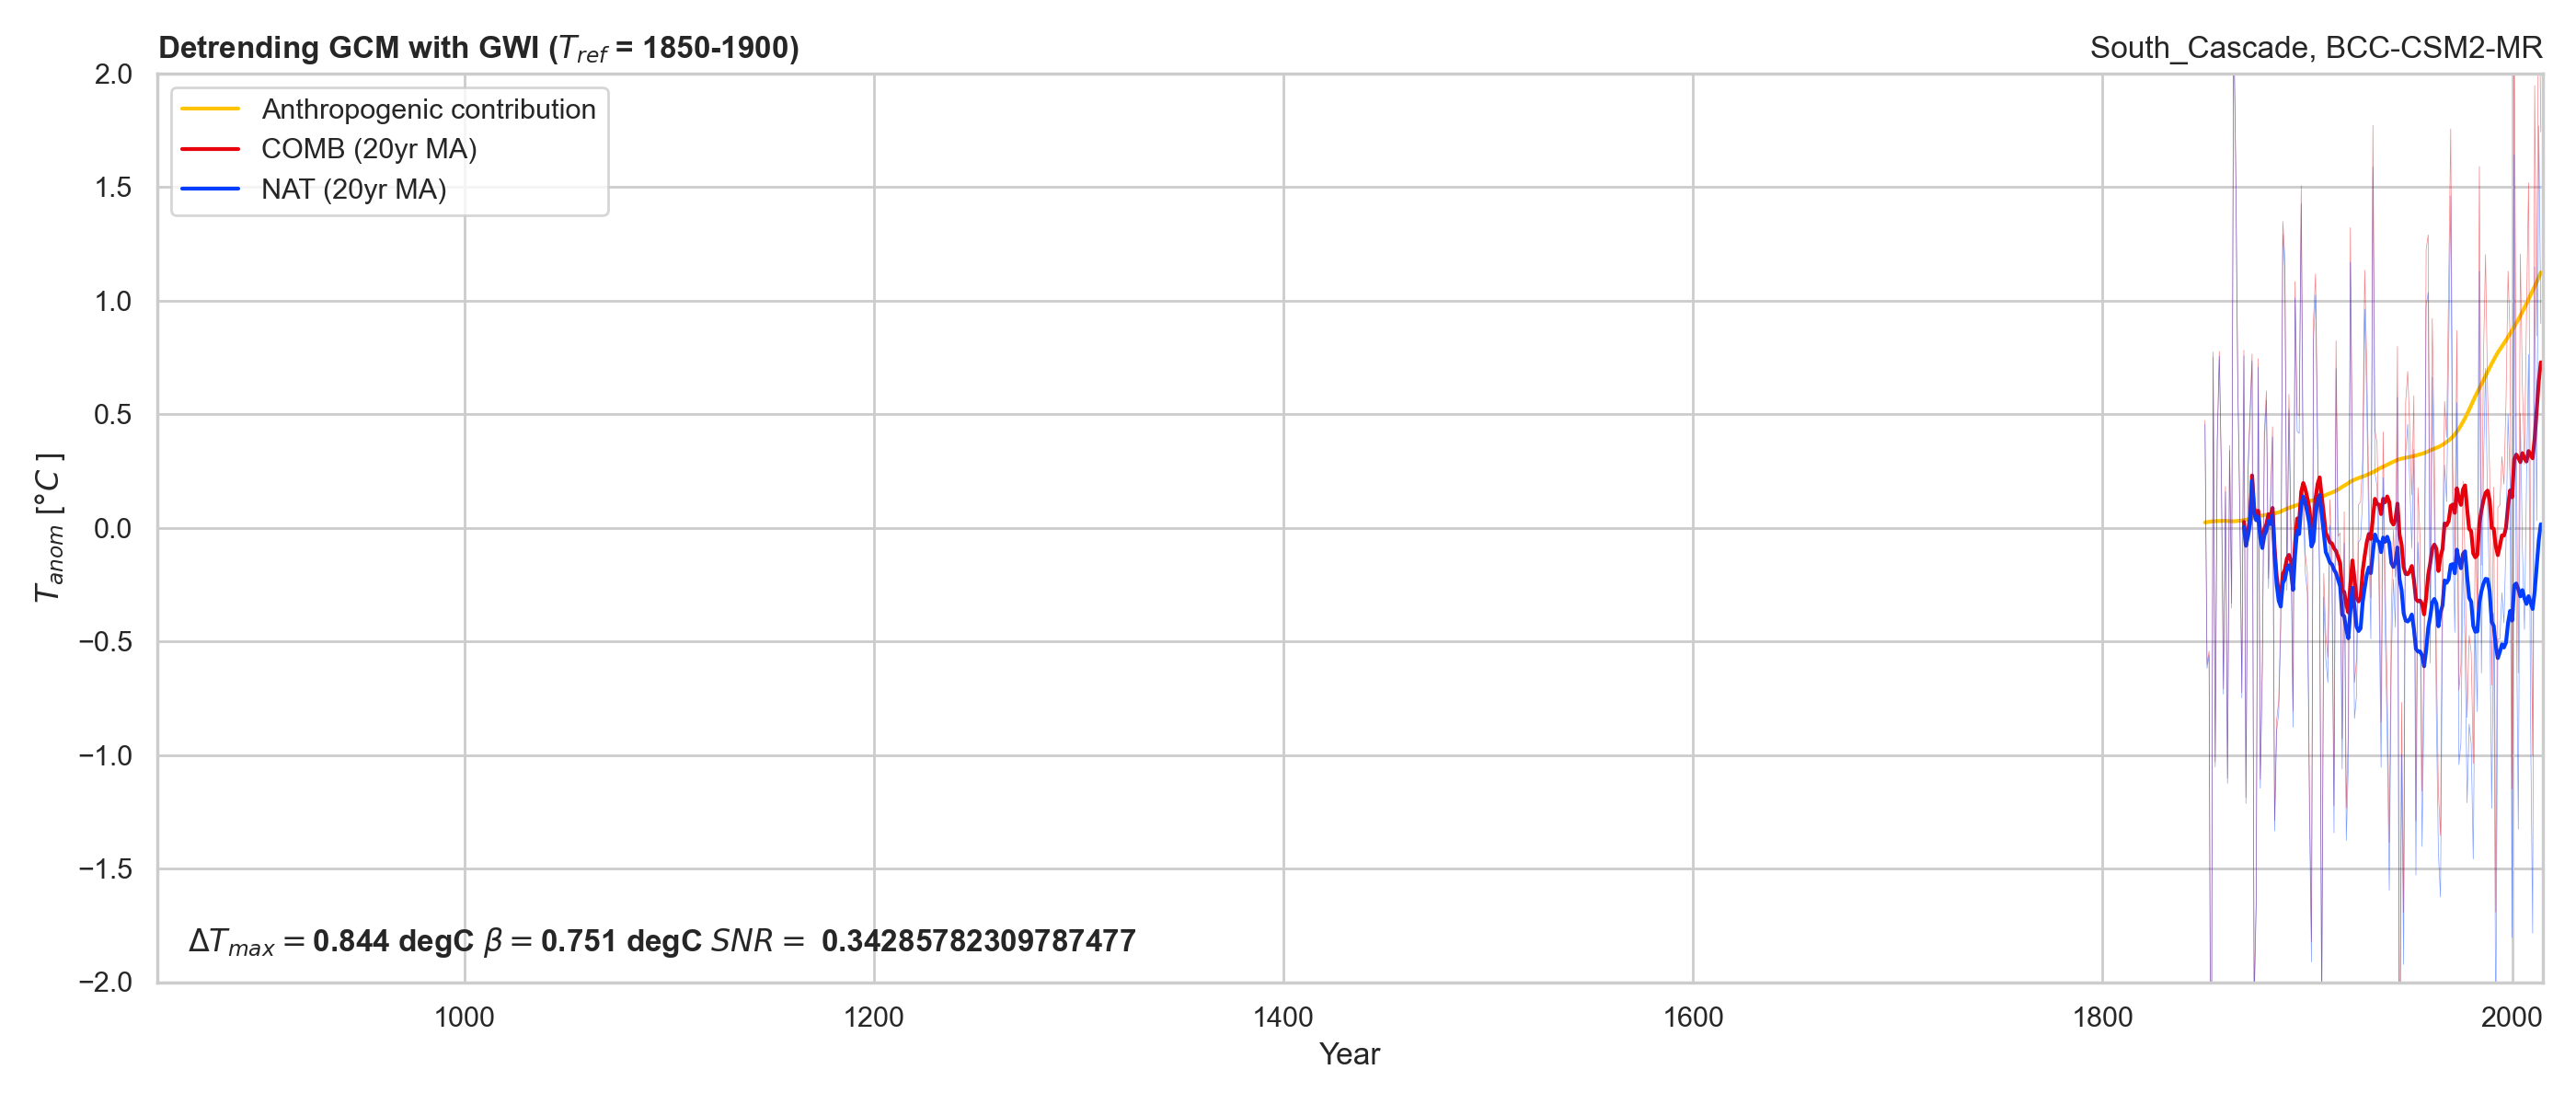 Detrending GCM with GWI (T_ref = 1850-1900)
South_Cascade, BCC-CSM2-MR
Anthropogenic contribution
COMB (20yr MA)
NAT (20yr MA)
2.0
1.5
1.0
0.5
0.0
−0.5
−1.0
−1.5
−2.0
T_anom [°C ]
ΔT_max = 0.844 degC β = 0.751 degC SNR = 0.34285782309787477
1000 1200 1400 1600 1800 2000
Year